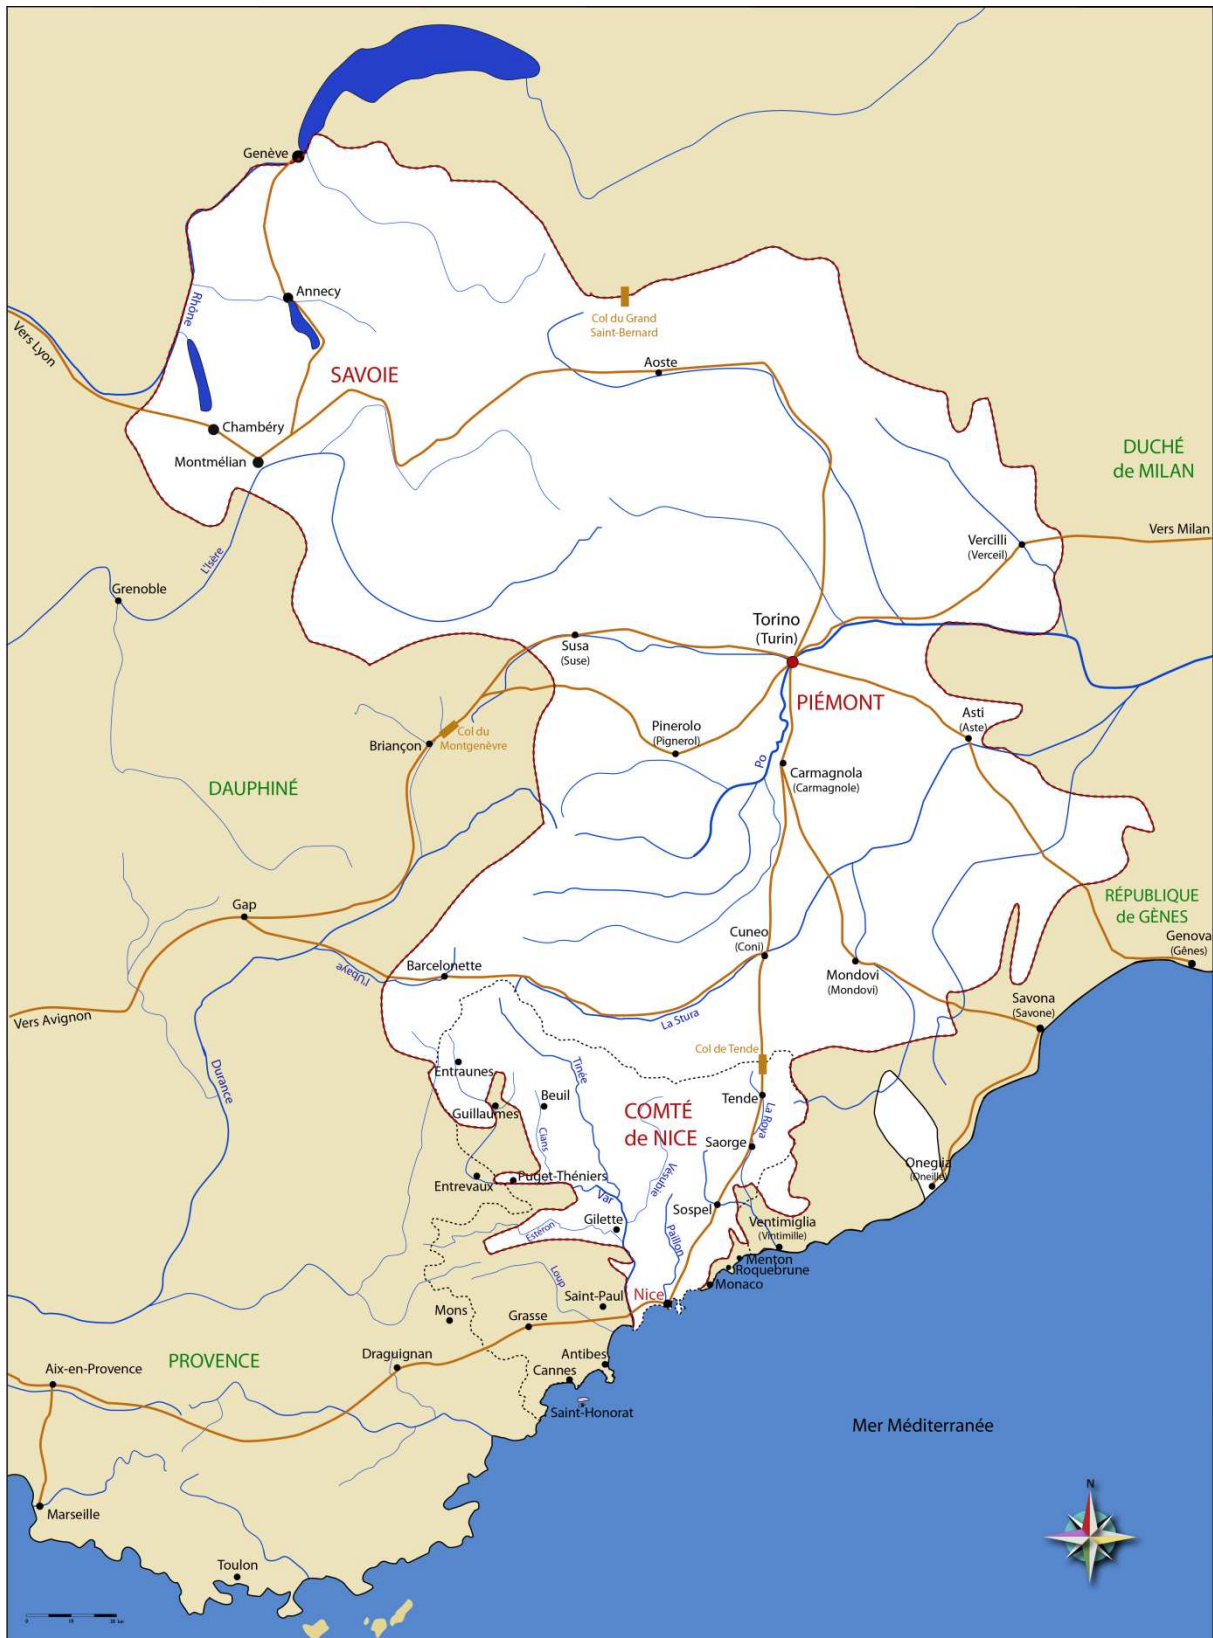 Genève
Annecy
Rhône
Vers Lyon
Col du Grand
Saint-Bernard
Aoste
SAVOIE
Chambéry
Montmélian
DUCHÉ
de MILAN
Vers Milan
Vercilli
(Verceil)
L'Isère
Grenoble
Torino
(Turin)
Susa
(Suse)
PIÉMONT
Pinerolo
(Pignerol)
Asti
(Aste)
Col du
Montgenèvre
Briançon
Po
Carmagnola
(Carmagnole)
DAUPHINÉ
RÉPUBLIQUE
de GÈNES
Gap
Genova
(Gênes)
Cuneo
(Coni)
Barcelonette
l'Ubaye
Mondovi
(Mondovi)
Savona
(Savone)
Vers Avignon
La Stura
Col de Tende
Durance
Entraunes
Tinée
Guillaumes
Beuil
Tende
COMTÉ
de NICE
La Roya
Cians
Saorge
Oneglia
(Oneille)
Entrevaux
Puget-Théniers
Vésubie
Var
Sospel
Gilette
Estéron
Paillon
Ventimiglia
(Vintimille)
Menton
Roquebrune
Monaco
Loup
Saint-Paul
Nice
Mons
Grasse
PROVENCE
Draguignan
Antibes
Aix-en-Provence
Cannes
Saint-Honorat
Mer Méditerranée
N
Marseille
Toulon
0 10 20 km